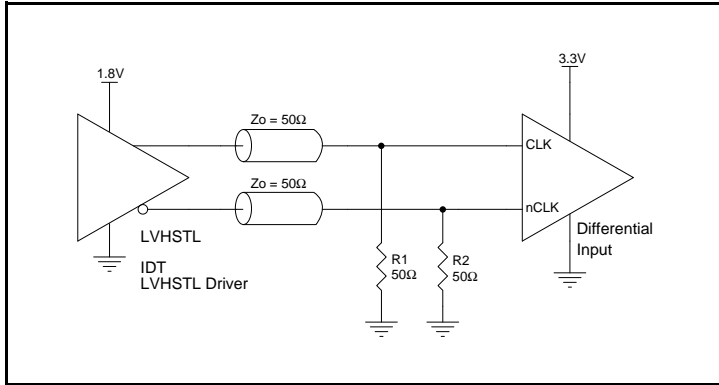 1.8V
3.3V
Zo = 50Ω
CLK
Zo = 50Ω
nCLK
LVHSTL
IDT
LVHSTL Driver
R1
50Ω
R2
50Ω
Differential
Input